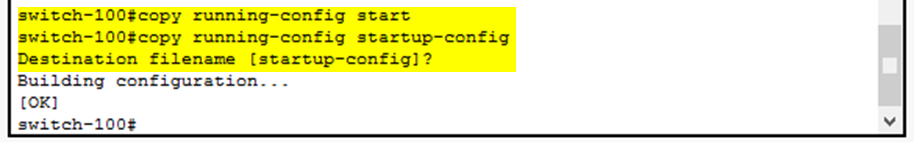 switch-100#copy running-config start
switch-100#copy running-config startup-config
Destination filename [startup-config]?
Building configuration...
[OK]
switch-100#